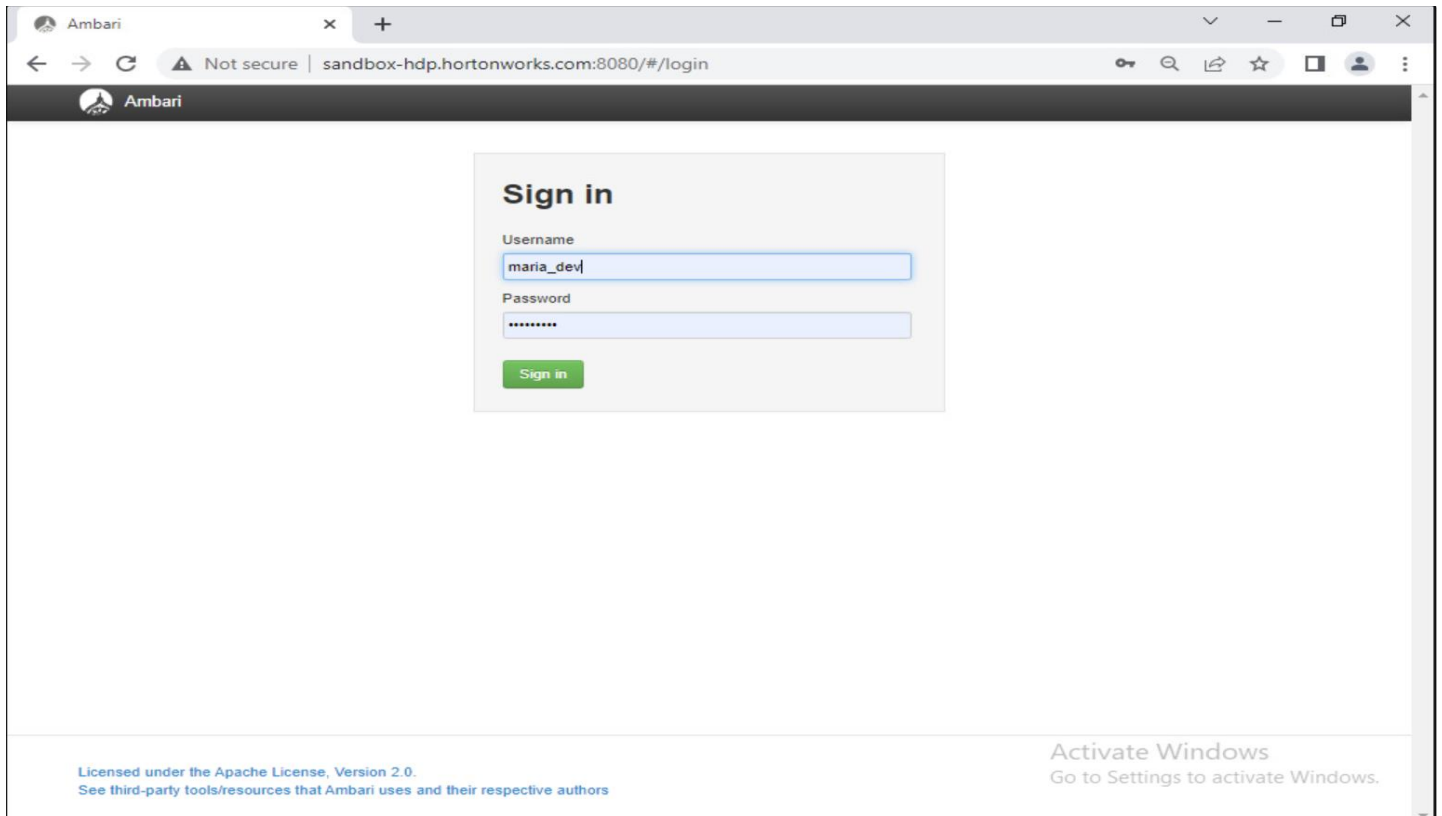 Ambari
Not secure | sandbox-hdp.hortonworks.com:8080/#/login
Ambari
Sign in
Username
maria_dev
Password
•••••••••
Sign in
Activate Windows
Go to Settings to activate Windows.
Licensed under the Apache License, Version 2.0.
See third-party tools/resources that Ambari uses and their respective authors